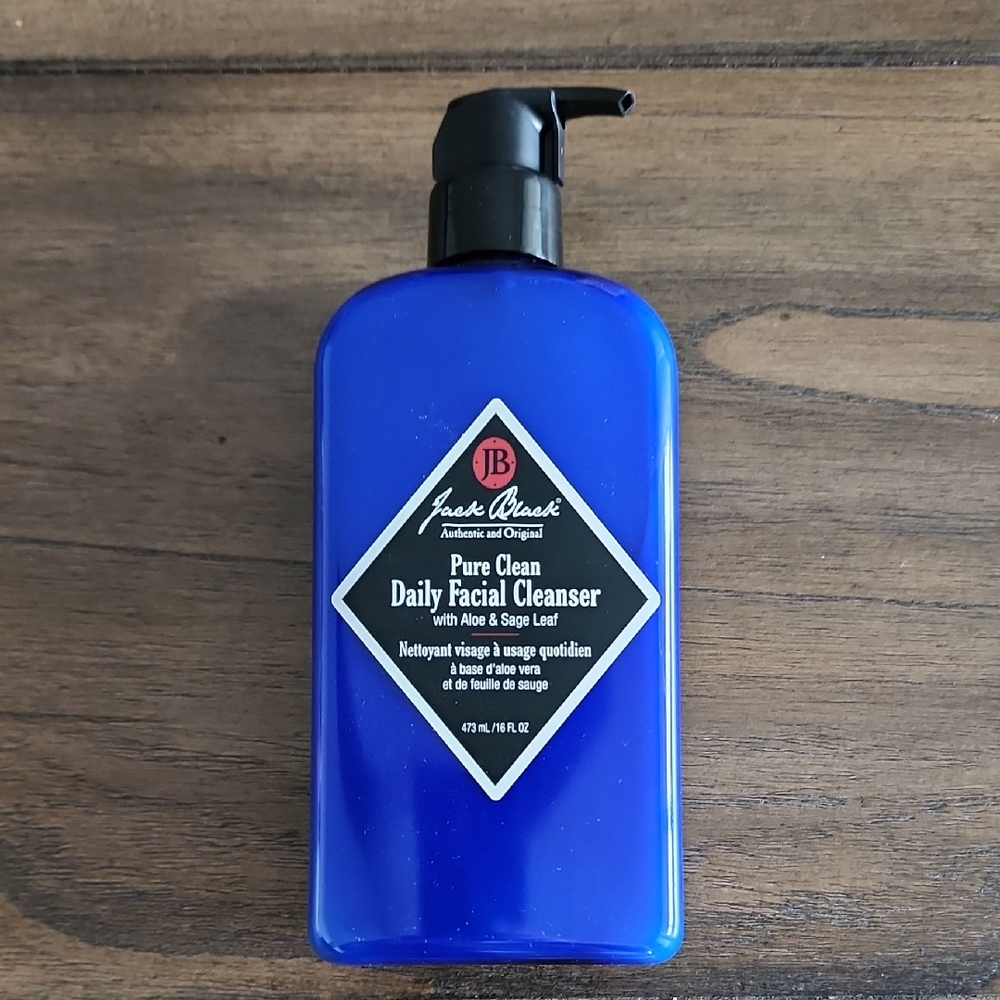 JB
Jack Black®
Authentic and Original
Pure Clean
Daily Facial Cleanser
with Aloe & Sage Leaf
Nettoyant visage à usage quotidien
à base d'aloe vera
et de feuille de sauge
473 mL / 16 FL OZ